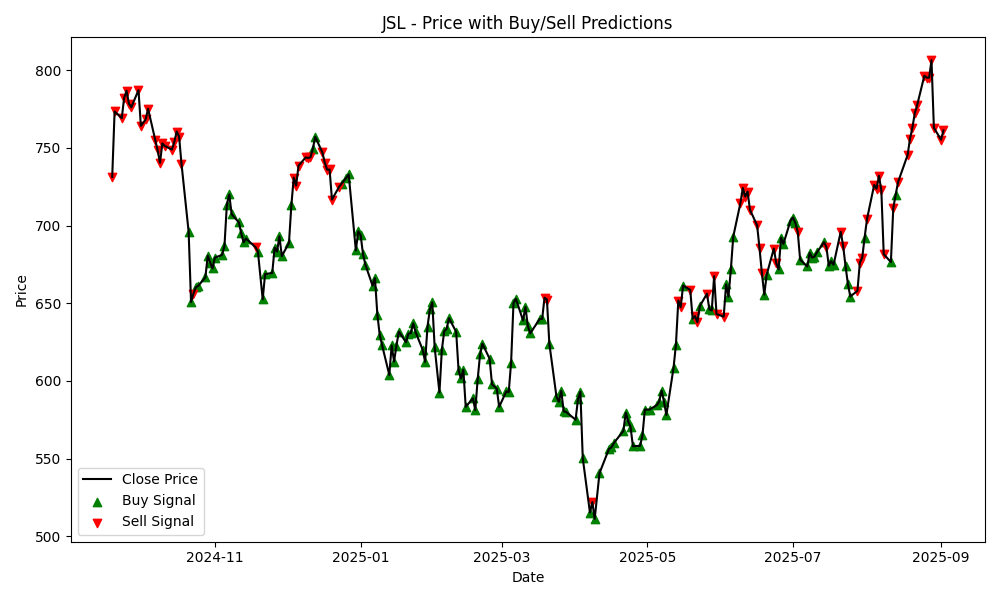 JSL - Price with Buy/Sell Predictions
800
750
700
650
600
550
500
Price
Close Price
Buy Signal
Sell Signal
2024-11
2025-01
2025-03
2025-05
2025-07
2025-09
Date